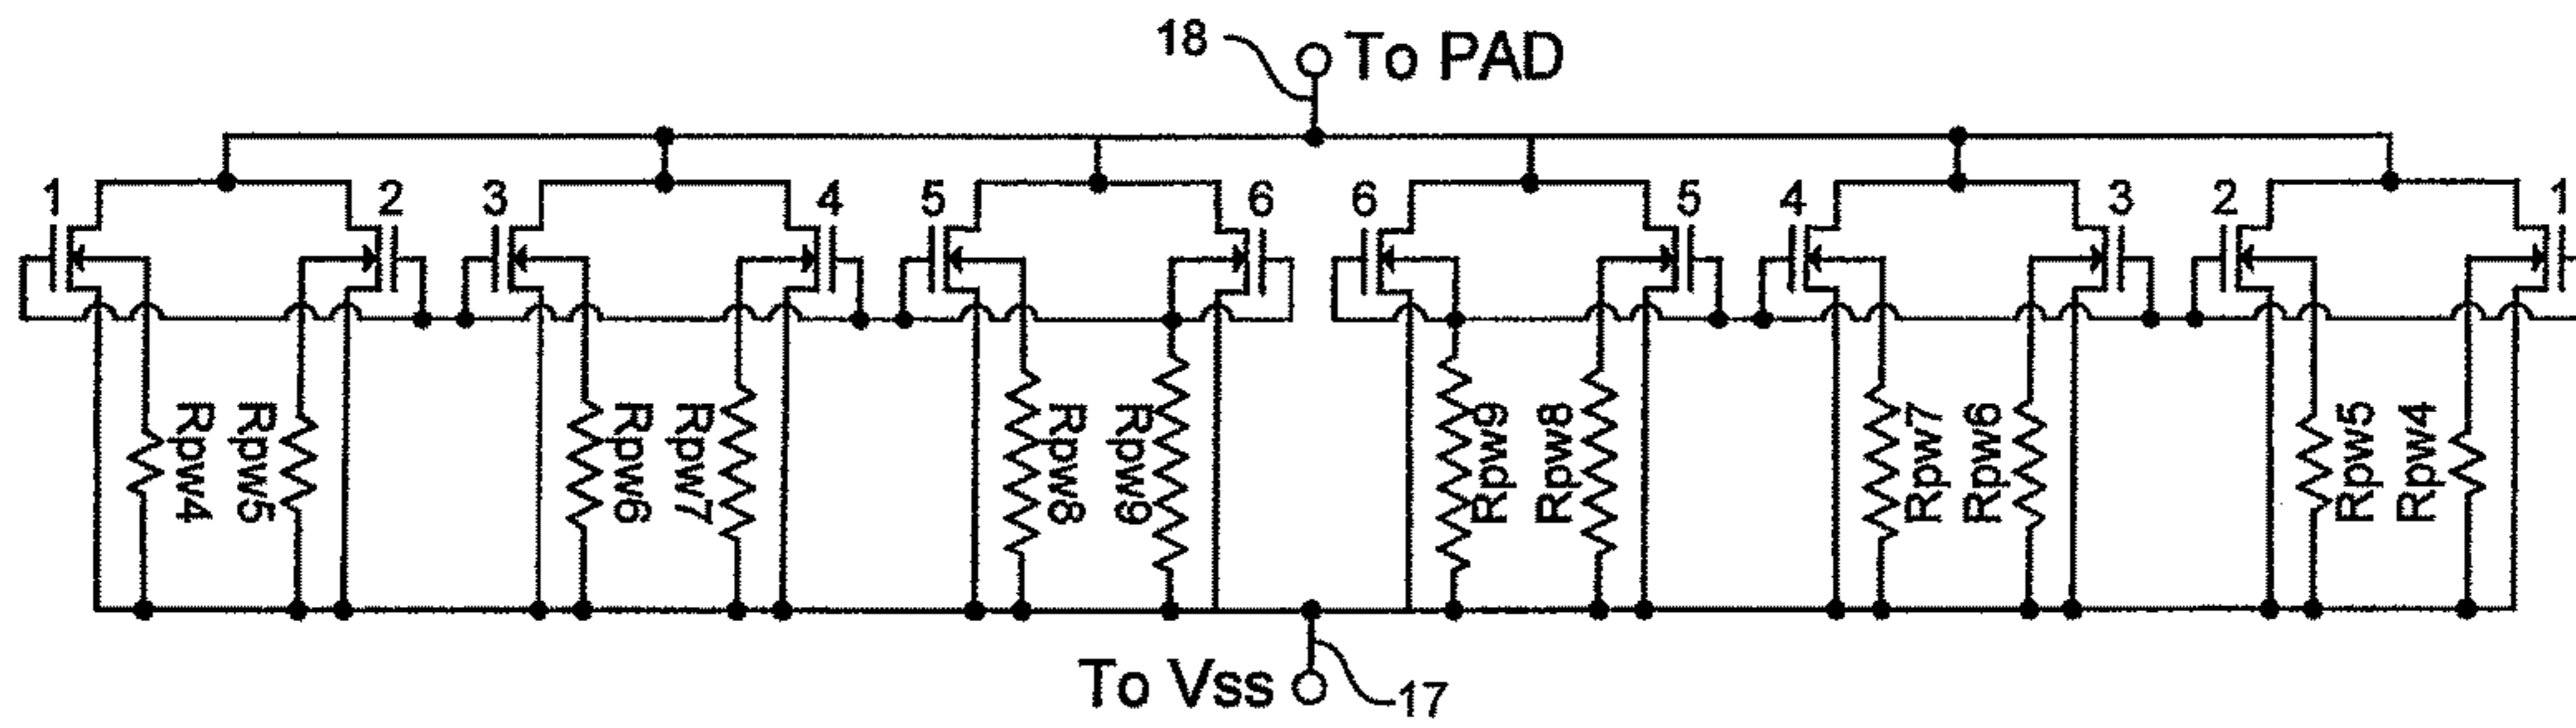 18 To PAD
1 2 3 4 5 6 6 5 4 3 2 1
Rpw4 Rpw5 Rpw6 Rpw7 Rpw8 Rpw9 Rpw9 Rpw8 Rpw7 Rpw6 Rpw5 Rpw4
To Vss 17